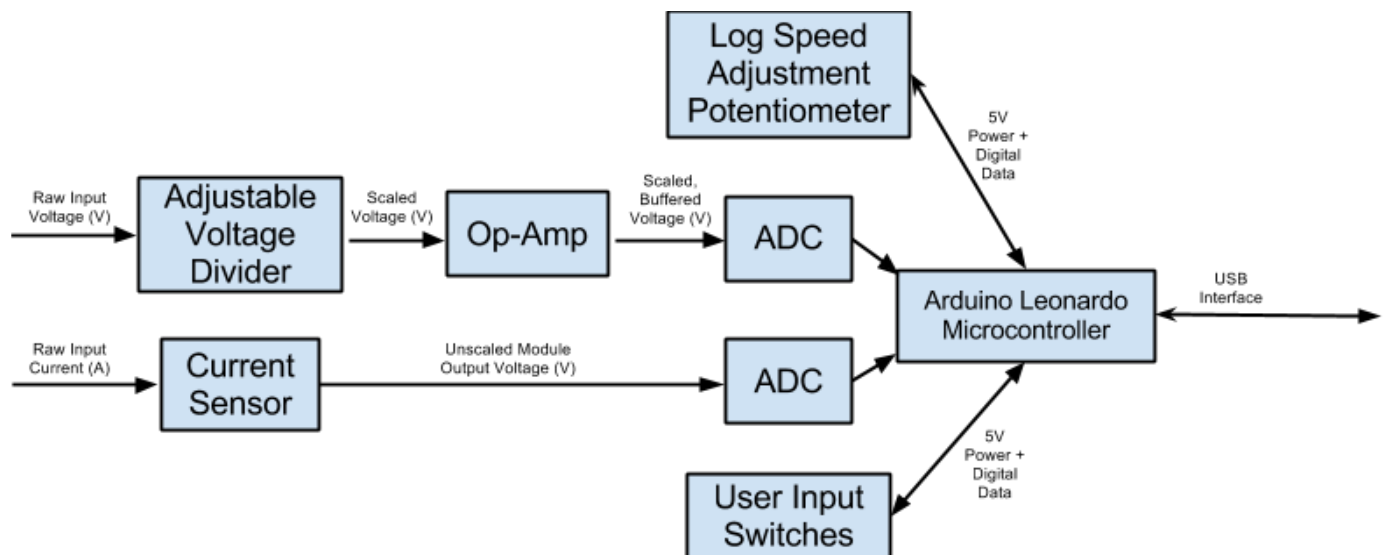 Log Speed
Adjustment
Potentiometer
5V
Power +
Digital
Data
Raw Input
Voltage (V)
Adjustable
Voltage
Divider
Scaled
Voltage (V)
Op-Amp
Scaled,
Buffered
Voltage (V)
ADC
Arduino Leonardo
Microcontroller
USB
Interface
Raw Input
Current (A)
Current
Sensor
Unscaled Module
Output Voltage (V)
ADC
5V
Power +
Digital
Data
User Input
Switches